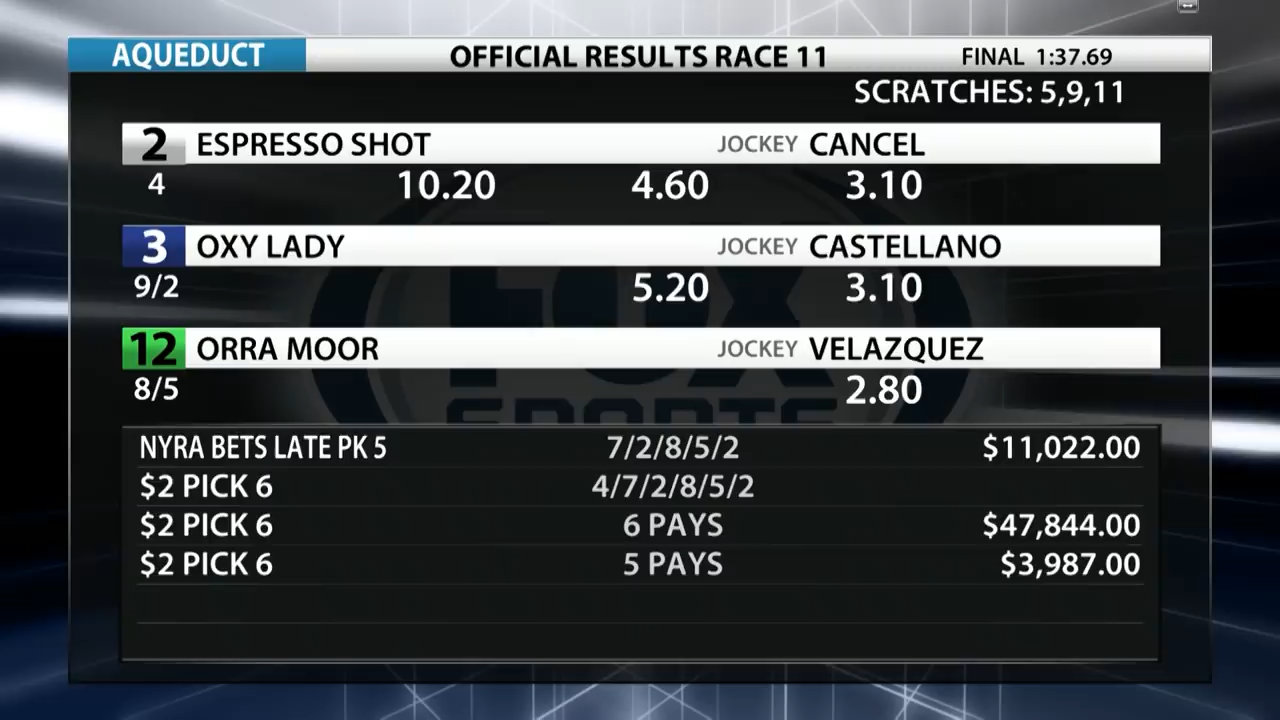 AQUEDUCT OFFICIAL RESULTS RACE 11 FINAL 1:37.69
SCRATCHES: 5,9,11
2 ESPRESSO SHOT JOCKEY CANCEL
4 10.20 4.60 3.10
3 OXY LADY JOCKEY CASTELLANO
9/2 5.20 3.10
12 ORRA MOOR JOCKEY VELAZQUEZ
8/5 2.80
FOX
SPORTS
NYRA BETS LATE PK 5 7/2/8/5/2 $11,022.00
$2 PICK 6 4/7/2/8/5/2
$2 PICK 6 6 PAYS $47,844.00
$2 PICK 6 5 PAYS $3,987.00